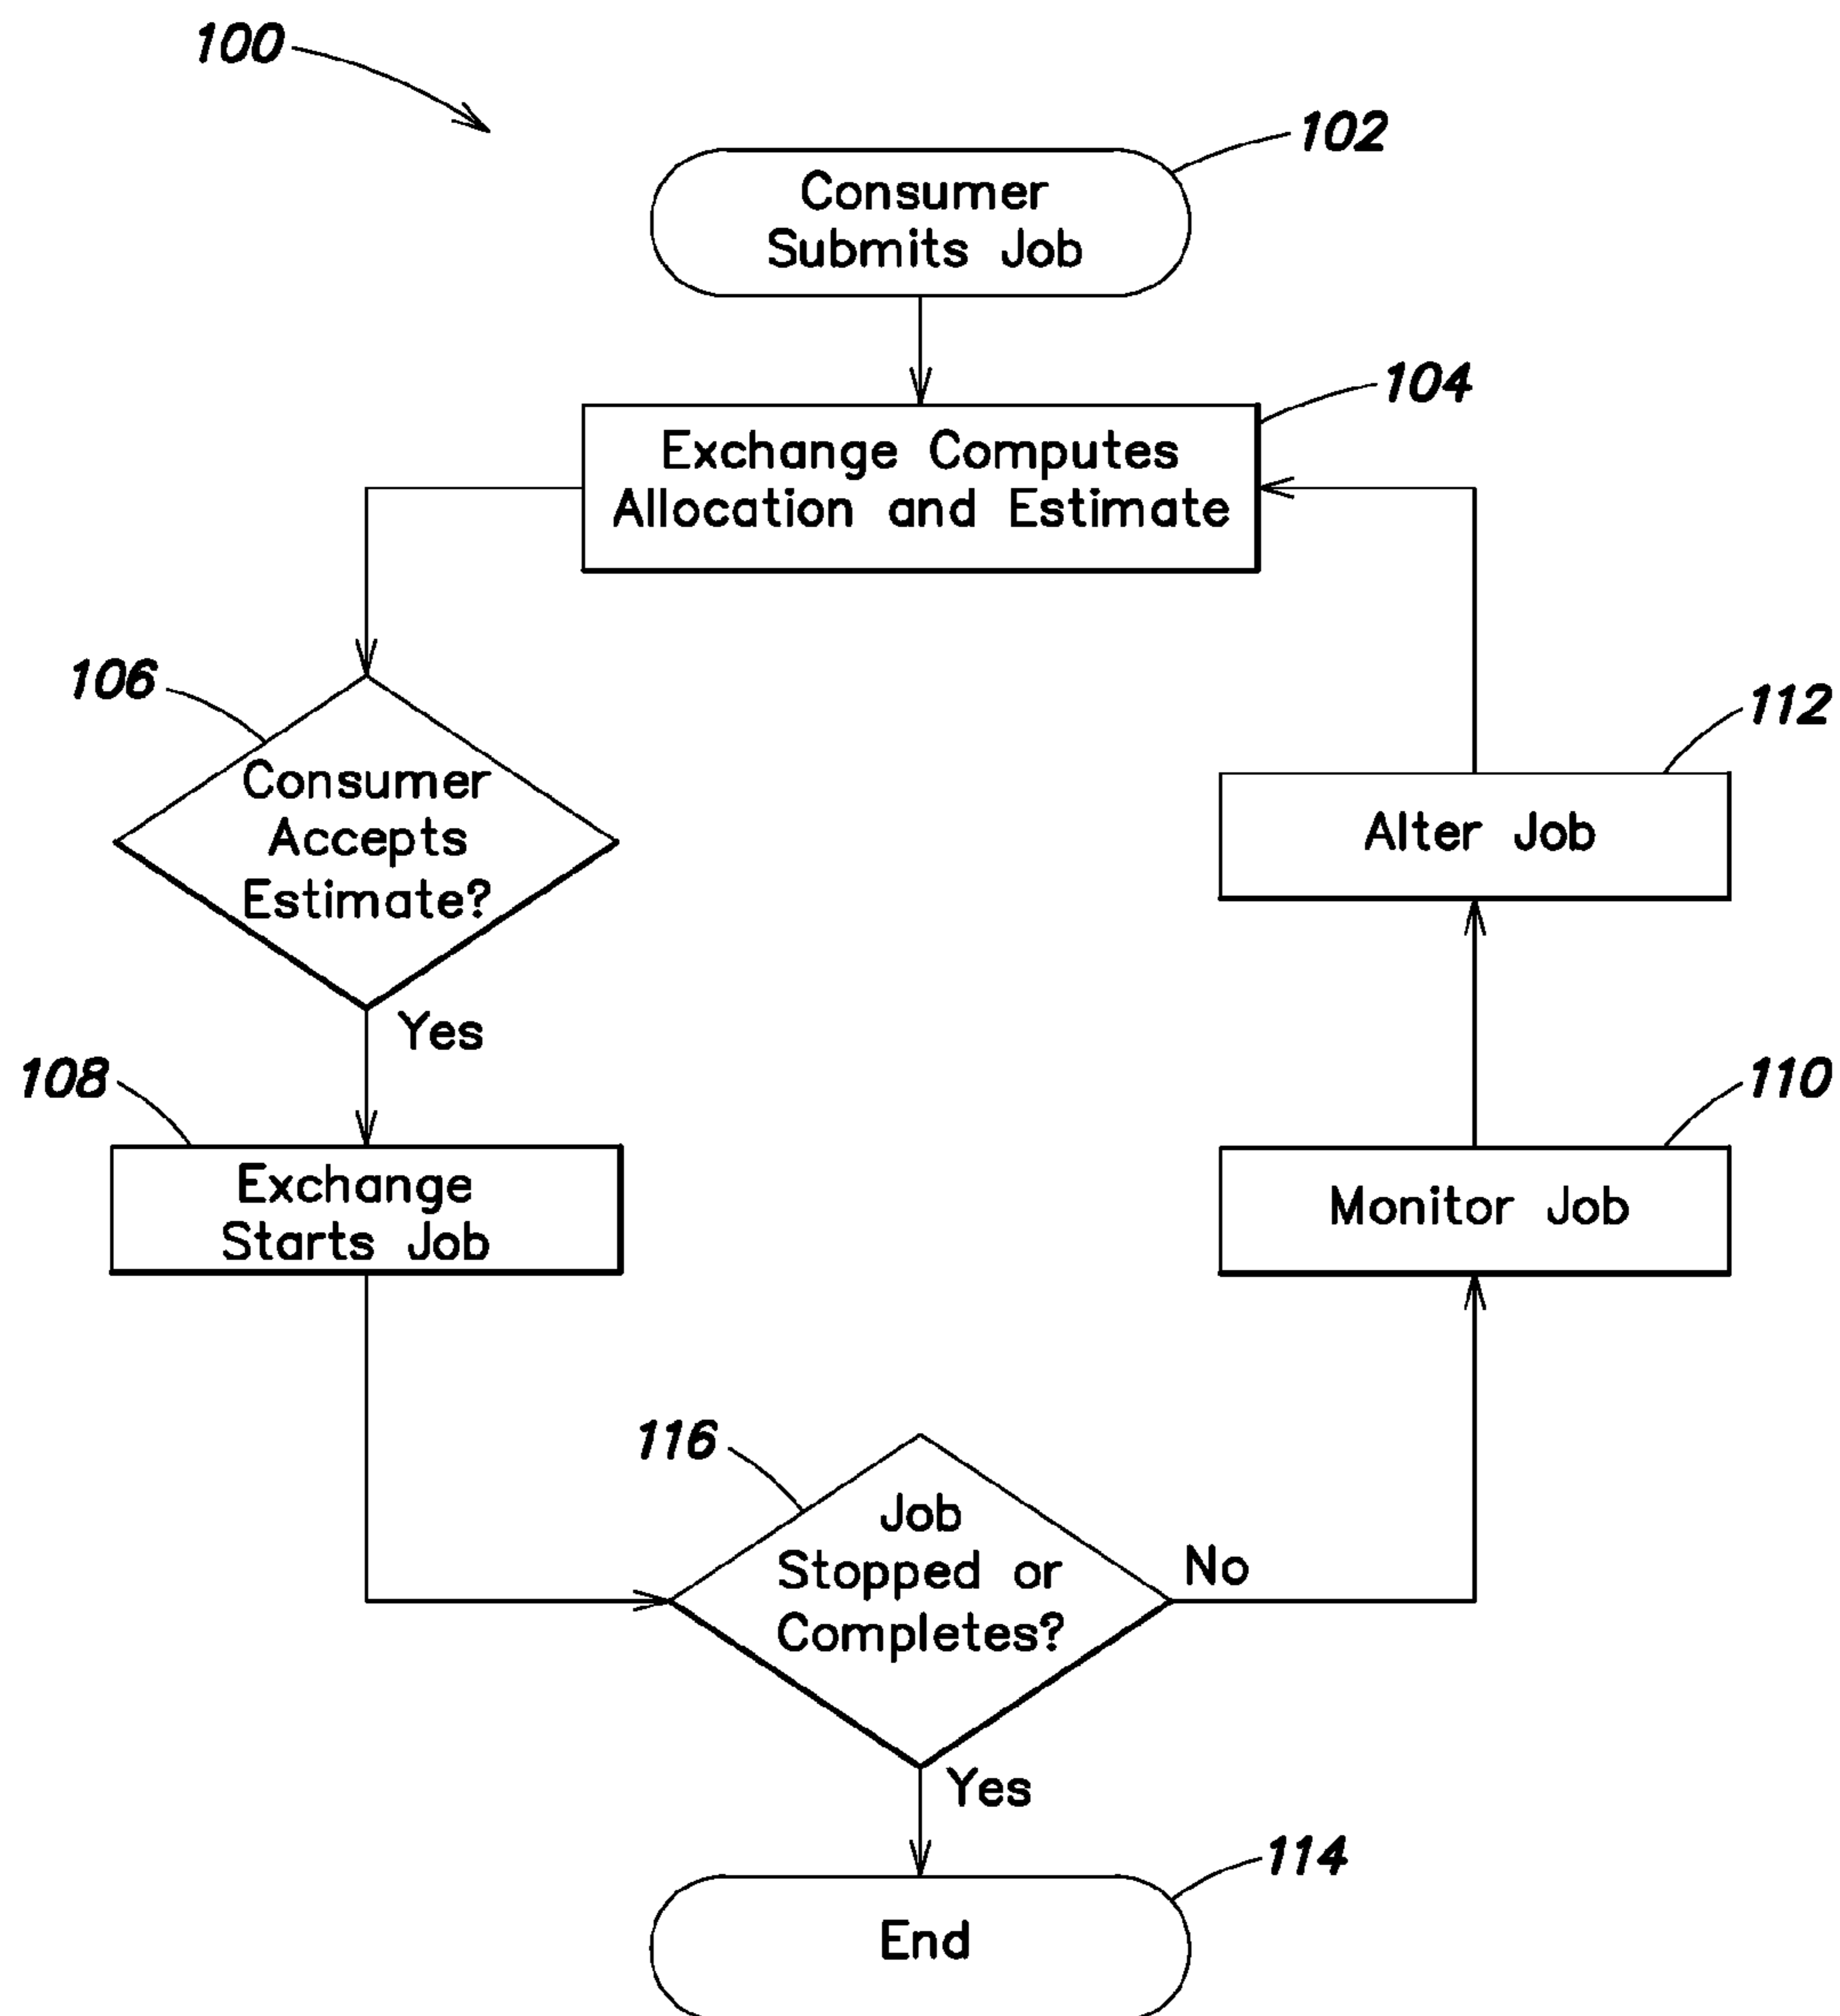 100
102
Consumer
Submits Job
104
Exchange Computes
Allocation and Estimate
106
Consumer
Accepts
Estimate?
Yes
112
Alter Job
108
Exchange
Starts Job
110
Monitor Job
116
Job
Stopped or
Completes?
No
Yes
114
End